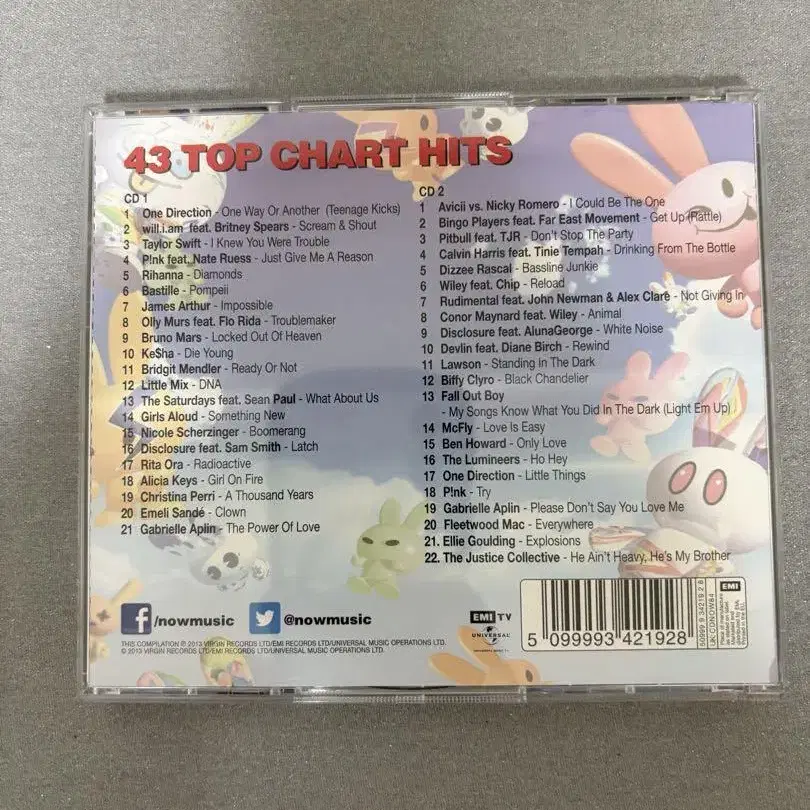 43 TOP CHART HITS
CD 1
1 One Direction - One Way Or Another (Teenage Kicks)
2 will.i.am feat. Britney Spears - Scream & Shout
3 Taylor Swift - I Knew You Were Trouble
4 P!nk feat. Nate Ruess - Just Give Me A Reason
5 Rihanna - Diamonds
6 Bastille - Pompeii
7 James Arthur - Impossible
8 Olly Murs feat. Flo Rida - Troublemaker
9 Bruno Mars - Locked Out Of Heaven
10 Ke$ha - Die Young
11 Bridgit Mendler - Ready Or Not
12 Little Mix - DNA
13 The Saturdays feat. Sean Paul - What About Us
14 Girls Aloud - Something New
15 Nicole Scherzinger - Boomerang
16 Disclosure feat. Sam Smith - Latch
17 Rita Ora - Radioactive
18 Alicia Keys - Girl On Fire
19 Christina Perri - A Thousand Years
20 Emeli Sandé - Clown
21 Gabrielle Aplin - The Power Of Love
CD 2
1 Avicii vs. Nicky Romero - I Could Be The One
2 Bingo Players feat. Far East Movement - Get Up (Rattle)
3 Pitbull feat. TJR - Don't Stop The Party
4 Calvin Harris feat. Tinie Tempah - Drinking From The Bottle
5 Dizzee Rascal - Bassline Junkie
6 Wiley feat. Chip - Reload
7 Rudimental feat. John Newman & Alex Clare - Not Giving In
8 Conor Maynard feat. Wiley - Animal
9 Disclosure feat. AlunaGeorge - White Noise
10 Devlin feat. Diane Birch - Rewind
11 Lawson - Standing In The Dark
12 Biffy Clyro - Black Chandelier
13 Fall Out Boy
- My Songs Know What You Did In The Dark (Light Em Up)
14 McFly - Love Is Easy
15 Ben Howard - Only Love
16 The Lumineers - Ho Hey
17 One Direction - Little Things
18 P!nk - Try
19 Gabrielle Aplin - Please Don't Say You Love Me
20 Fleetwood Mac - Everywhere
21. Ellie Goulding - Explosions
22. The Justice Collective - He Ain't Heavy, He's My Brother
f /nowmusic
@nowmusic
THIS COMPILATION ℗ 2013 VIRGIN RECORDS LTD/EMI RECORDS LTD/UNIVERSAL MUSIC OPERATIONS LTD.
© 2013 VIRGIN RECORDS LTD/EMI RECORDS LTD/UNIVERSAL MUSIC OPERATIONS LTD.
EMI TV
UNIVERSAL
5 099993 421928
50999 9 34219 2 8
EMI
UK: CDNOW84
Place of manufacture